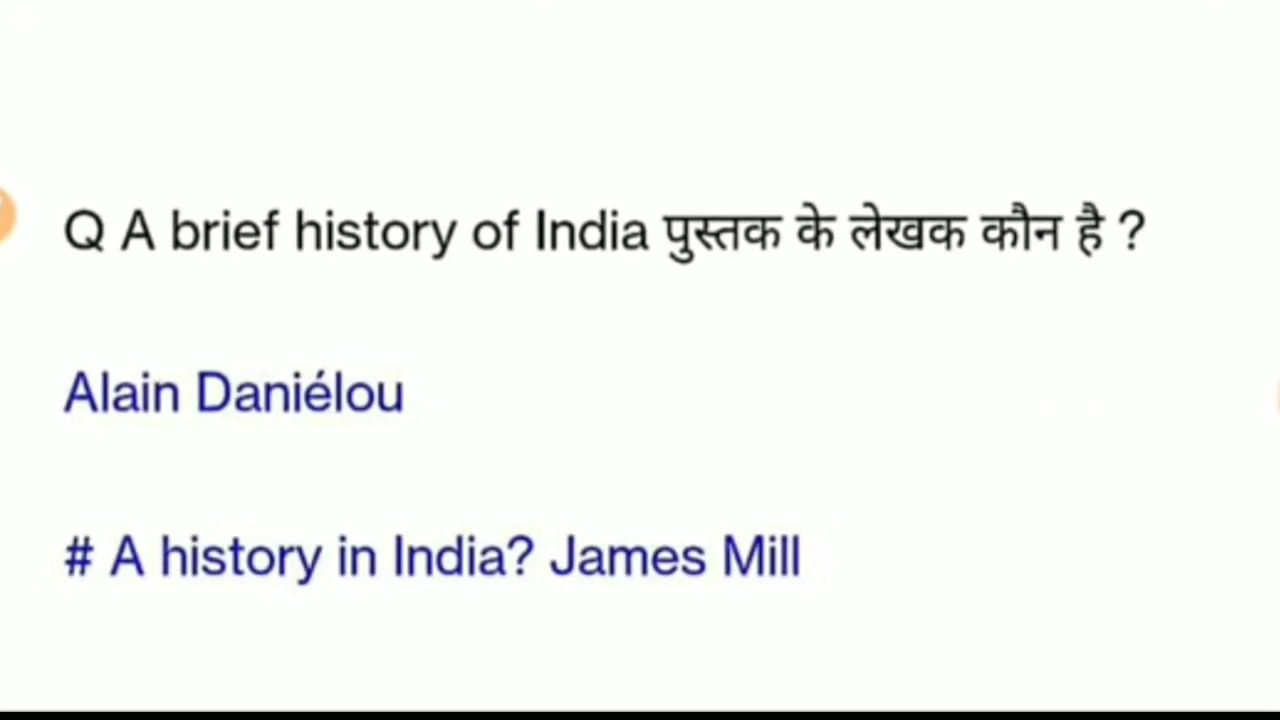 Q A brief history of India पुस्तक के लेखक कौन है ?
Alain Daniélou
# A history in India? James Mill